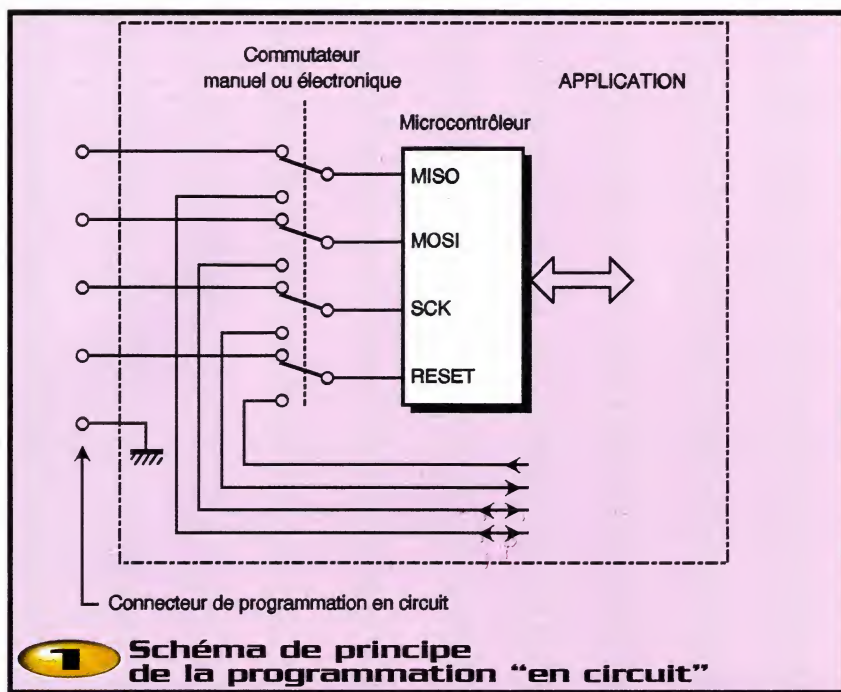 Commutateur
manuel ou électronique
APPLICATION
Microcontrôleur
MISO
MOSI
SCK
RESET
Connecteur de programmation en circuit
1 Schéma de principe
de la programmation "en circuit"